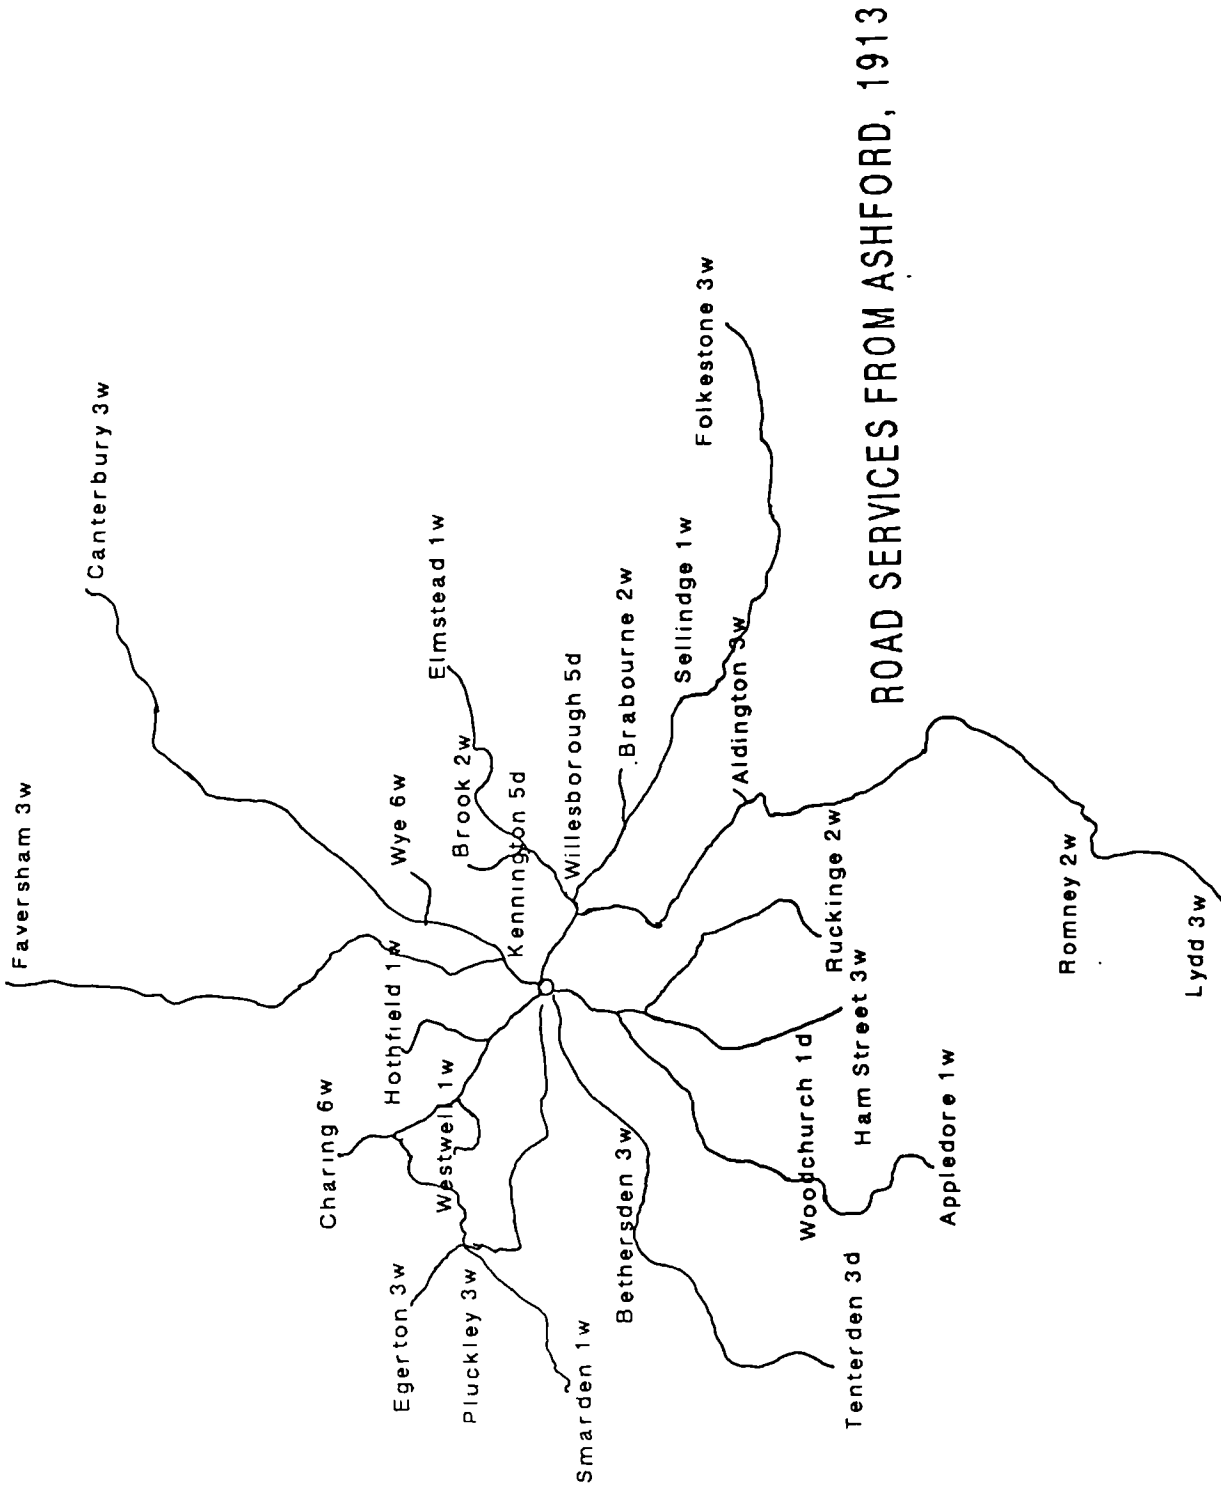 Faversham 3w
Canterbury 3w
Wye 6w
Elmstead 1w
Brook 2w
Kennington 5d
Willesborough 5d
Brabourne 2w
Sellindge 1w
Folkestone 3w
Aldington 3w
Hothfield 1w
Charing 6w
Westwell 1w
Egerton 3w
Pluckley 3w
Smarden 1w
Bethersden 3w
Tenterden 3d
Woodchurch 1d
Ham Street 3w
Appledore 1w
Ruckinge 2w
Romney 2w
Lydd 3w
ROAD SERVICES FROM ASHFORD, 1913